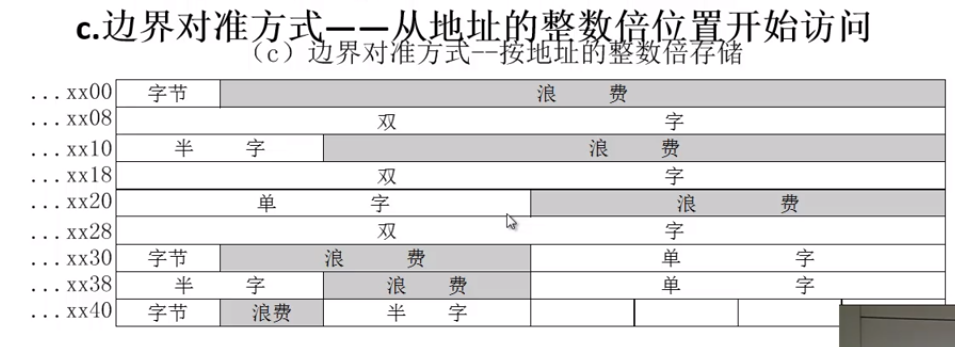 c.边界对准方式——从地址的整数倍位置开始访问
（c）边界对准方式--按地址的整数倍存储
...xx00 字节 浪 费
...xx08 双 字
...xx10 半 字 浪 费
...xx18 双 字
...xx20 单 字 浪 费
...xx28 双 字
...xx30 字节 浪 费 单 字
...xx38 半 字 浪 费 单 字
...xx40 字节 浪费 半 字